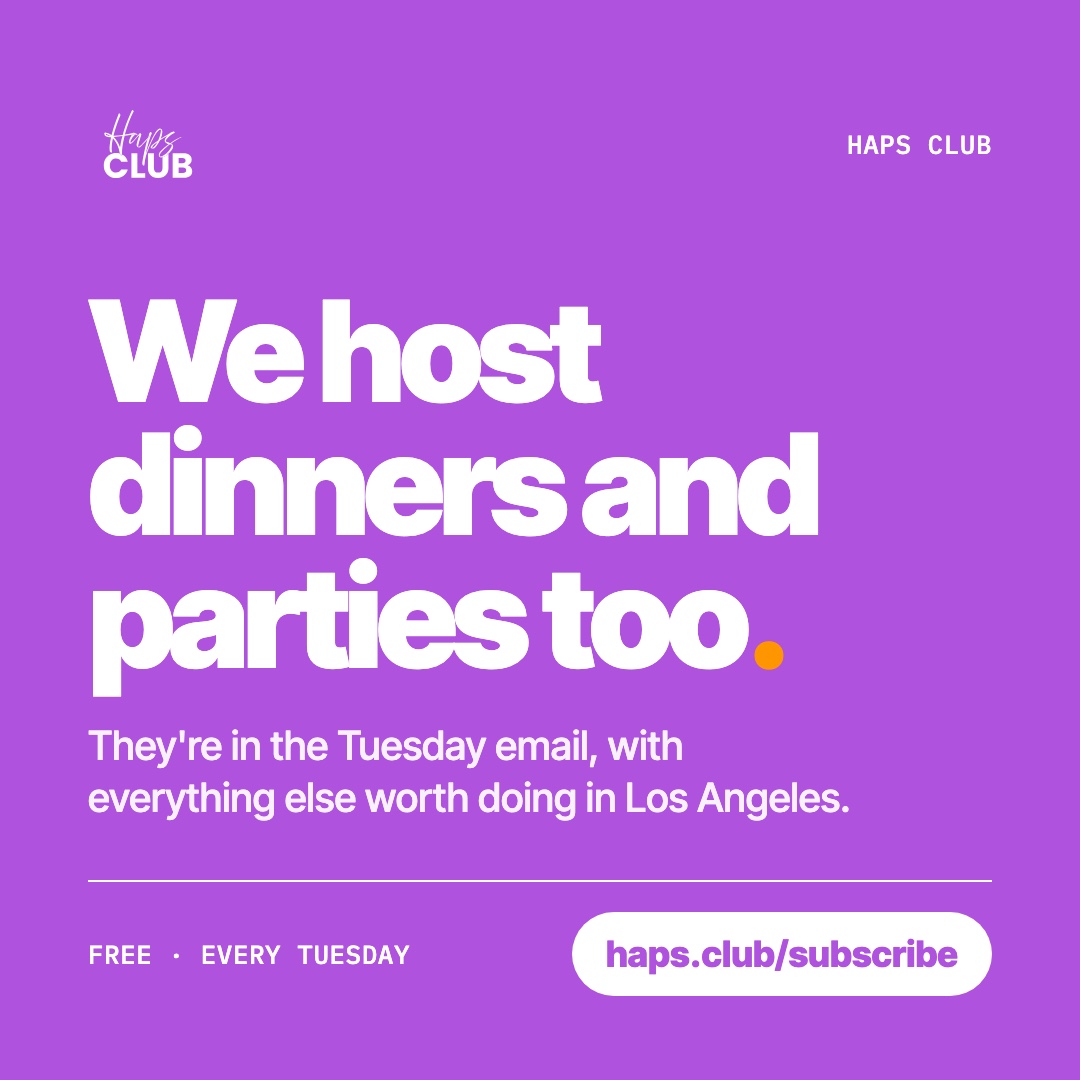 Haps
CLUB
HAPS CLUB
We host
dinners and
parties too.
They're in the Tuesday email, with
everything else worth doing in Los Angeles.
FREE · EVERY TUESDAY
haps.club/subscribe